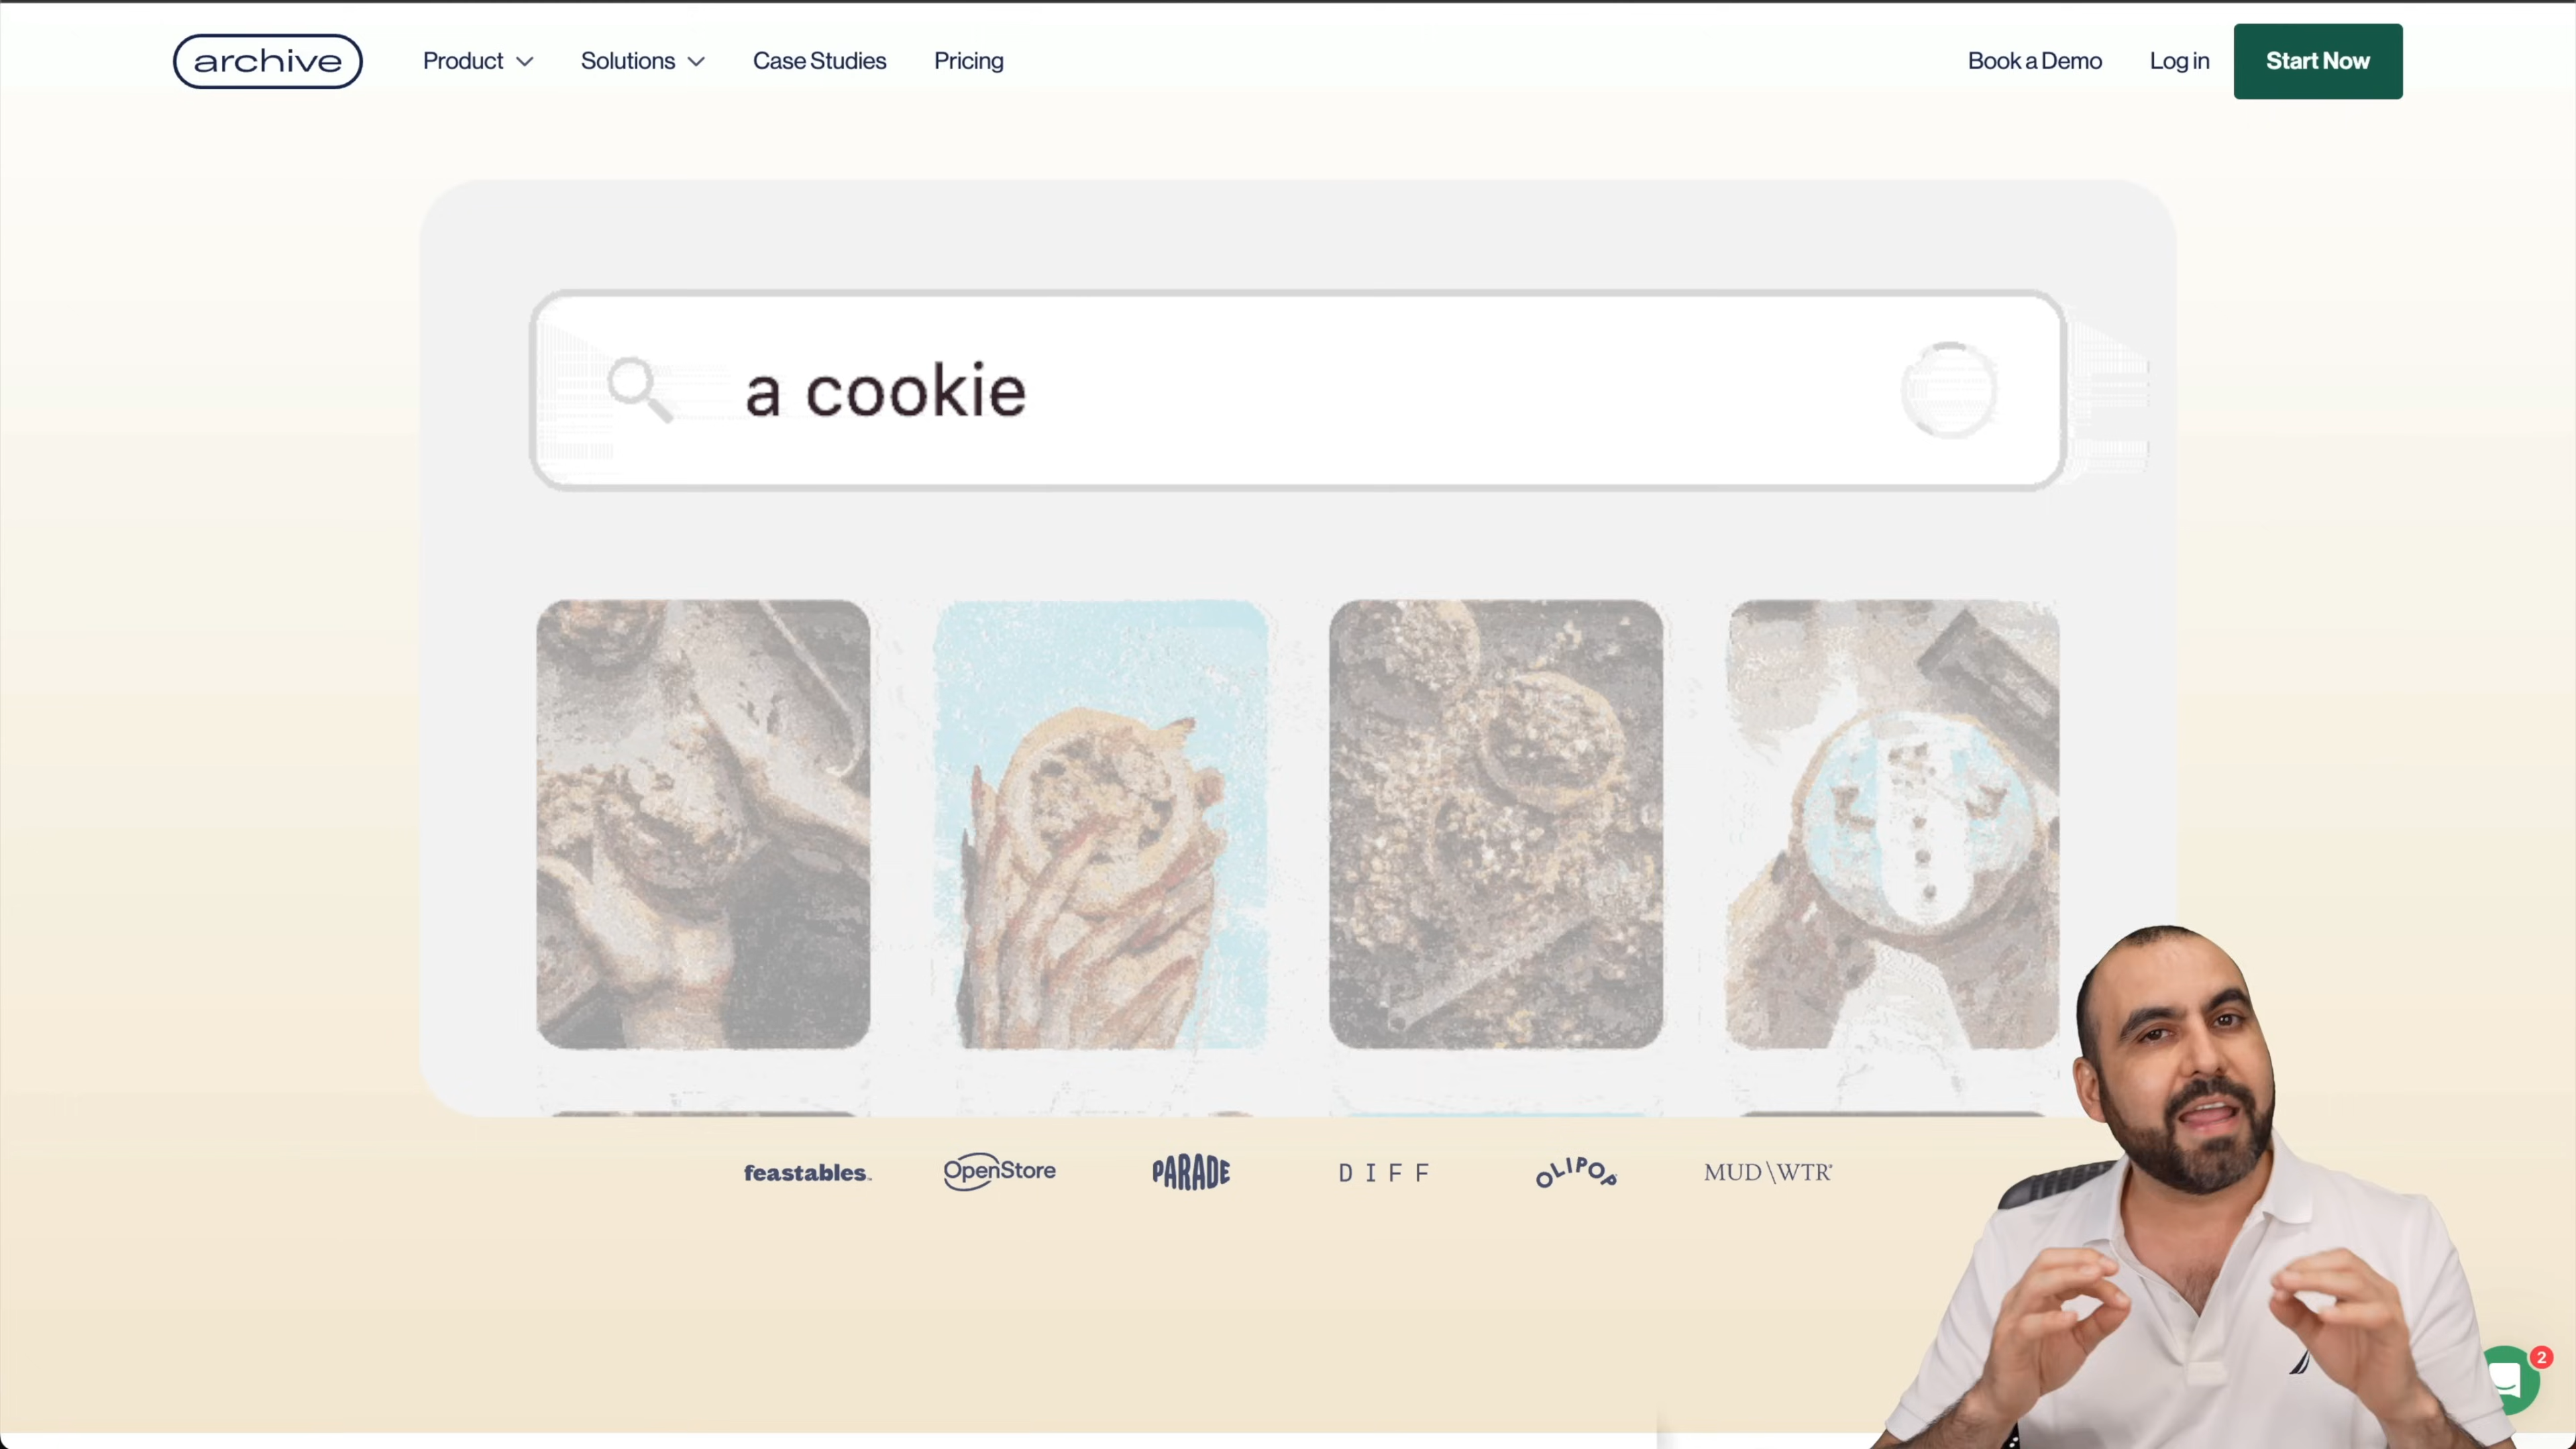 archive
Product
Solutions
Case Studies
Pricing
Book a Demo
Log in
Start Now
a cookie
feastables.
OpenStore
PARADE
DIFF
OLIPOP
MUD\WTR
2